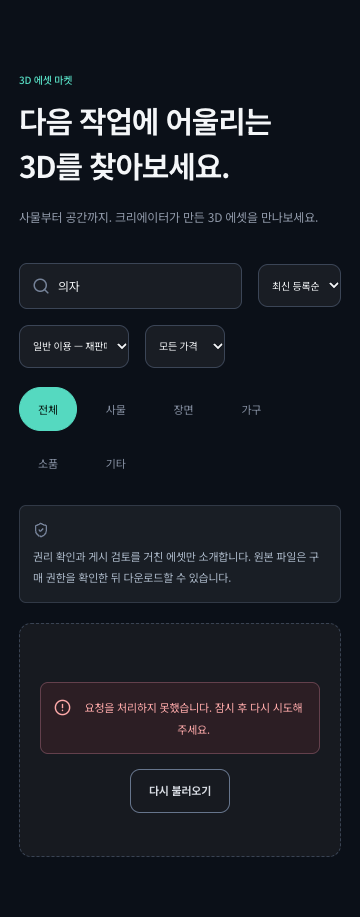 3D 에셋 마켓
다음 작업에 어울리는
3D를 찾아보세요.
사물부터 공간까지. 크리에이터가 만든 3D 에셋을 만나보세요.
의자
최신 등록순
일반 이용 — 재판매
모든 가격
전체
사물
장면
가구
소품
기타
권리 확인과 게시 검토를 거친 에셋만 소개합니다. 원본 파일은 구
매 권한을 확인한 뒤 다운로드할 수 있습니다.
요청을 처리하지 못했습니다. 잠시 후 다시 시도해
주세요.
다시 불러오기